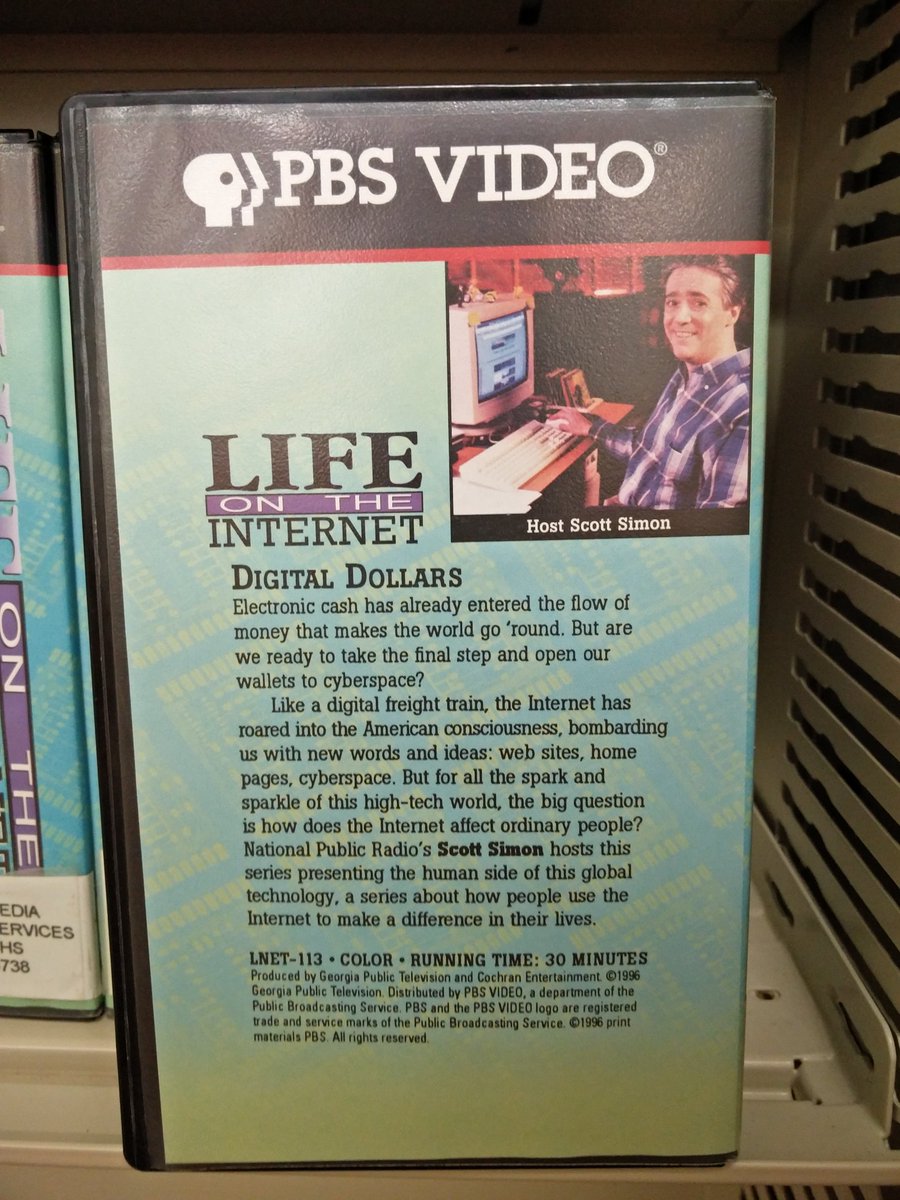 PBS VIDEO®
LIFE
ON THE
INTERNET
Host Scott Simon
DIGITAL DOLLARS
Electronic cash has already entered the flow of
money that makes the world go ’round. But are
we ready to take the final step and open our
wallets to cyberspace?
Like a digital freight train, the Internet has
roared into the American consciousness, bombarding
us with new words and ideas: web sites, home
pages, cyberspace. But for all the spark and
sparkle of this high-tech world, the big question
is how does the Internet affect ordinary people?
National Public Radio’s Scott Simon hosts this
series presenting the human side of this global
technology, a series about how people use the
Internet to make a difference in their lives.
LNET-113 • COLOR • RUNNING TIME: 30 MINUTES
Produced by Georgia Public Television and Cochran Entertainment. ©1996
Georgia Public Television. Distributed by PBS VIDEO, a department of the
Public Broadcasting Service. PBS and the PBS VIDEO logo are registered
trade and service marks of the Public Broadcasting Service. ©1996 print
materials PBS. All rights reserved.
ON THE
EDIA
ERVICES
HS
738